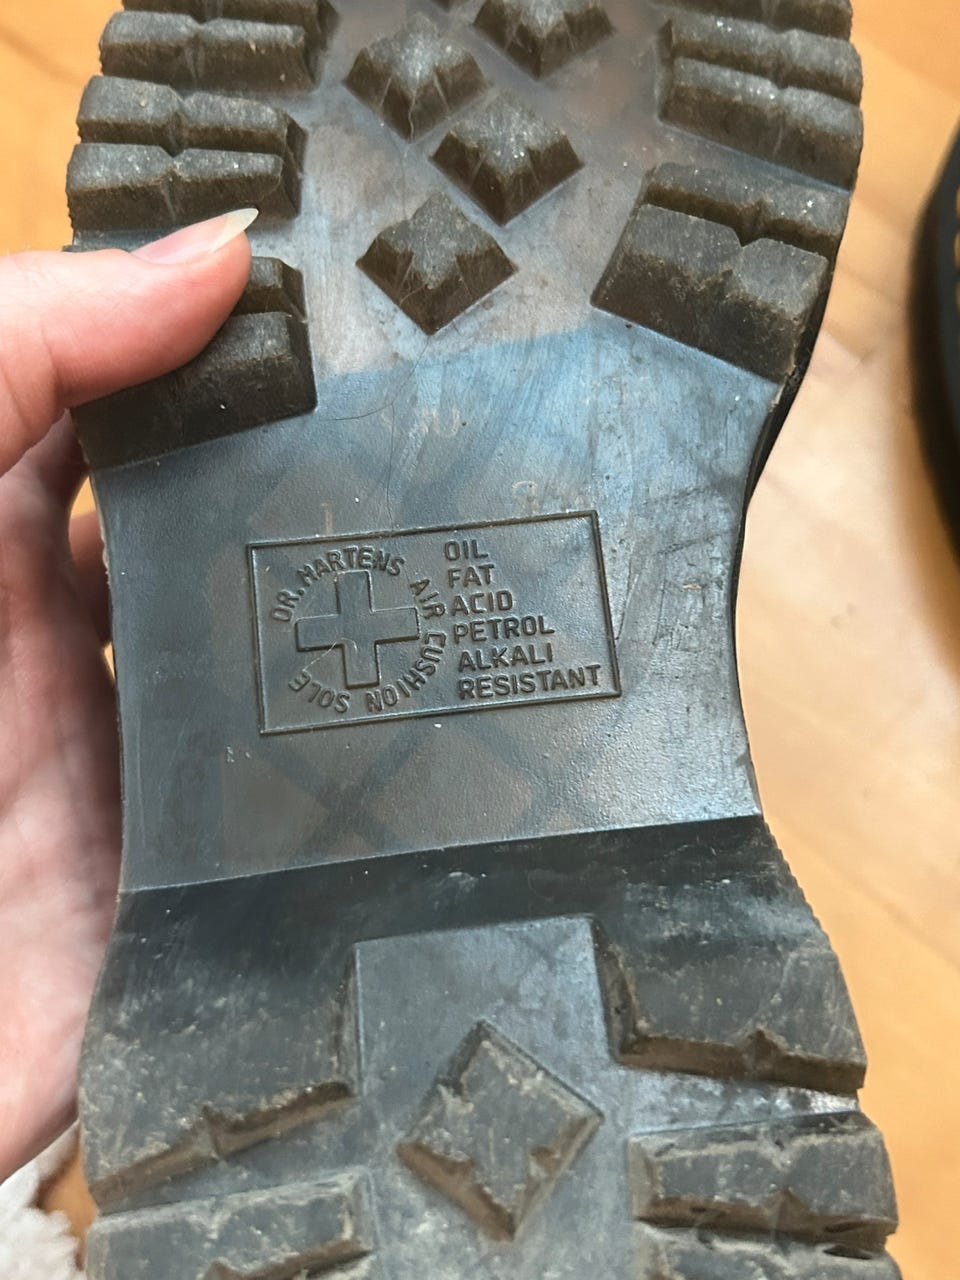 DR. MARTENS AIR CUSHION SOLE
OIL
FAT
ACID
PETROL
ALKALI
RESISTANT